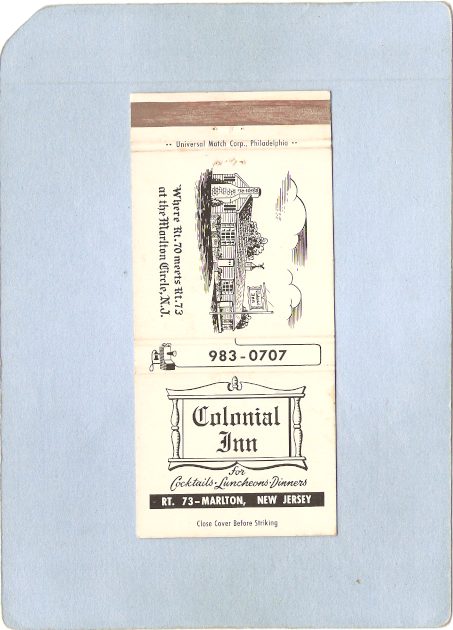 ·· Universal Match Corp., Philadelphia ··
Where Rt. 70 meets Rt. 73
at the Marlton Circle, N.J.
983-0707
Colonial
Inn
for
Cocktails·Luncheons·Dinners
RT. 73—MARLTON, NEW JERSEY
Close Cover Before Striking